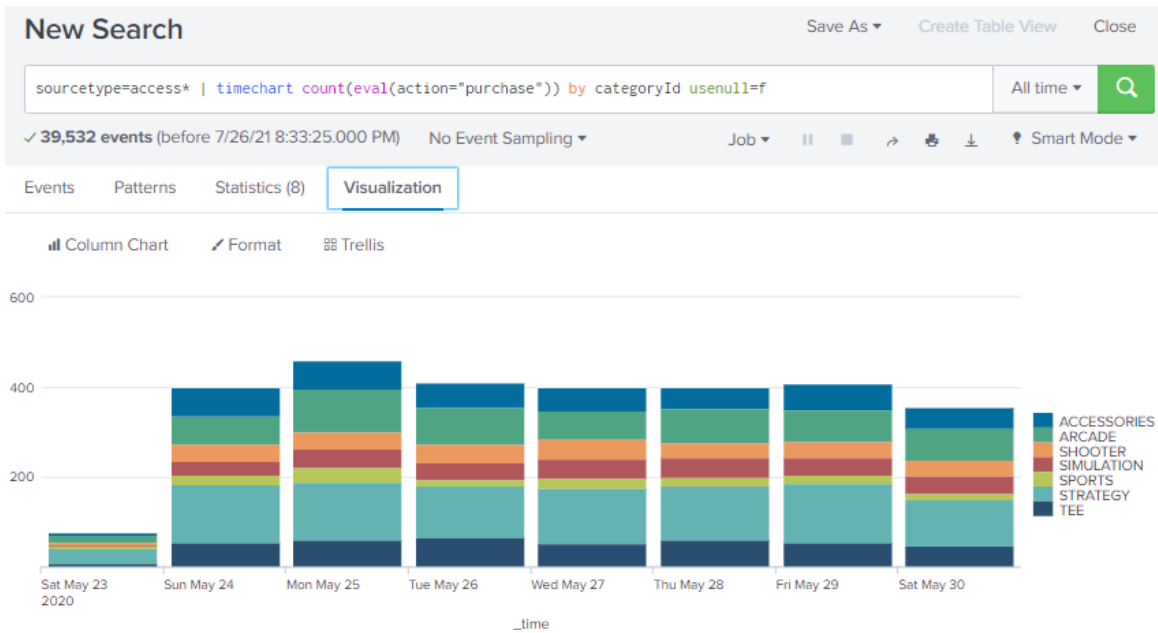 New Search
Save As Create Table View Close
sourcetype=access* | timechart count(eval(action="purchase")) by categoryId usenull=f
All time
39,532 events (before 7/26/21 8:33:25.000 PM) No Event Sampling Job Smart Mode
Events Patterns Statistics (8) Visualization
Column Chart Format Trellis
600
400
200
ACCESSORIES
ARCADE
SHOOTER
SIMULATION
SPORTS
STRATEGY
TEE
Sat May 23 Sun May 24 Mon May 25 Tue May 26 Wed May 27 Thu May 28 Fri May 29 Sat May 30
2020
_time